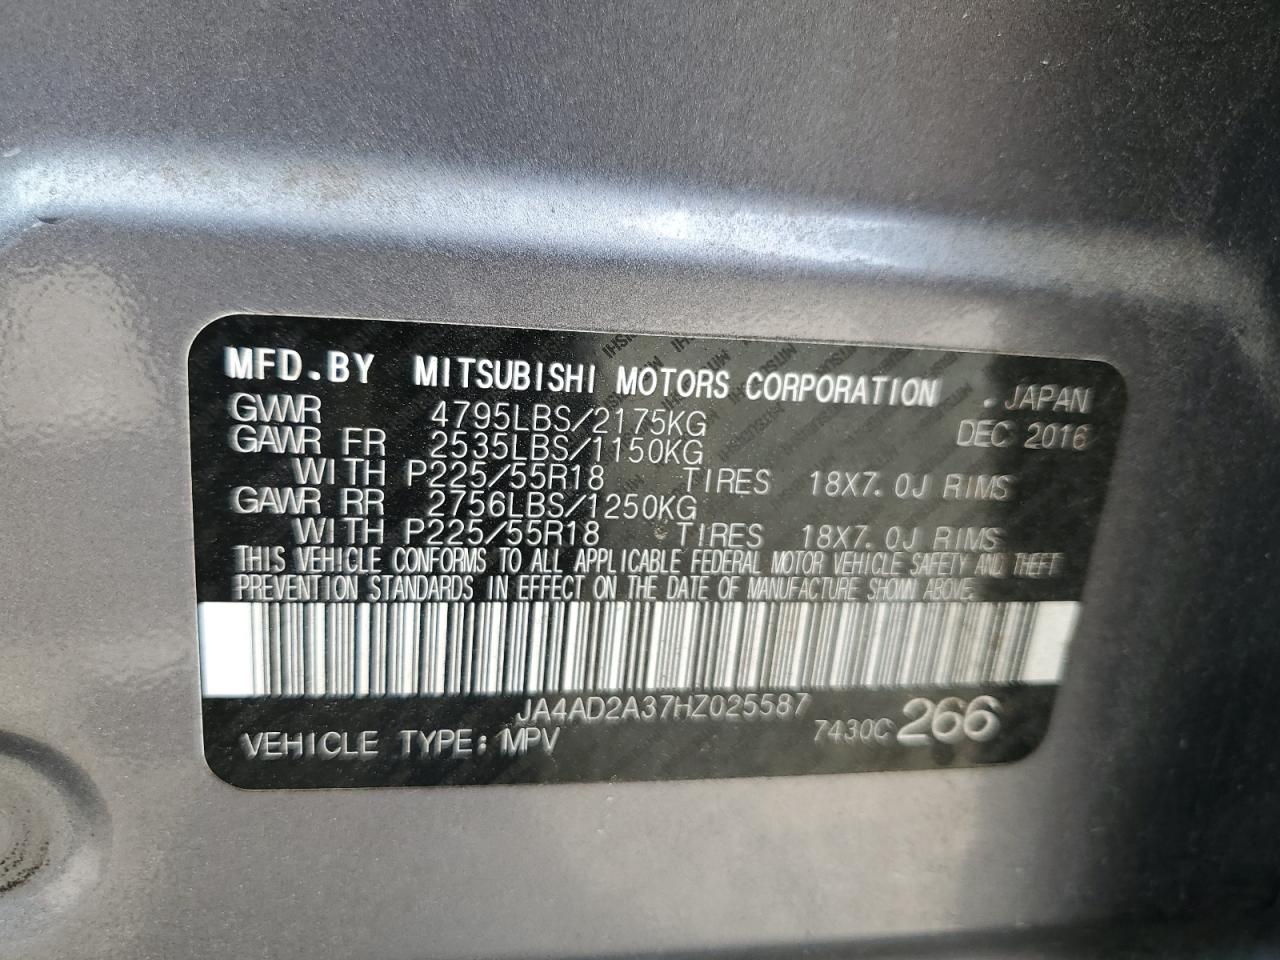 MFD.BY MITSUBISHI MOTORS CORPORATION . JAPAN
GVWR 4795LBS/2175KG DEC 2016
GAWR FR 2535LBS/1150KG
WITH P225/55R18 TIRES 18X7.0J RIMS
GAWR RR 2756LBS/1250KG
WITH P225/55R18 TIRES 18X7.0J RIMS
THIS VEHICLE CONFORMS TO ALL APPLICABLE FEDERAL MOTOR VEHICLE SAFETY AND THEFT
PREVENTION STANDARDS IN EFFECT ON THE DATE OF MANUFACTURE SHOWN ABOVE.
JA4AD2A37HZ025587
VEHICLE TYPE: MPV 7430C 266